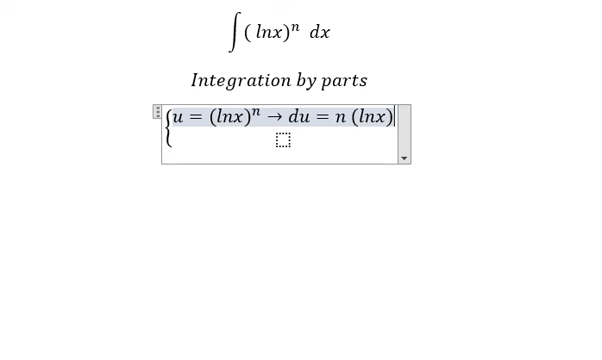 ∫(lnx)ⁿ dx
Integration by parts
{u = (lnx)ⁿ → du = n (lnx)